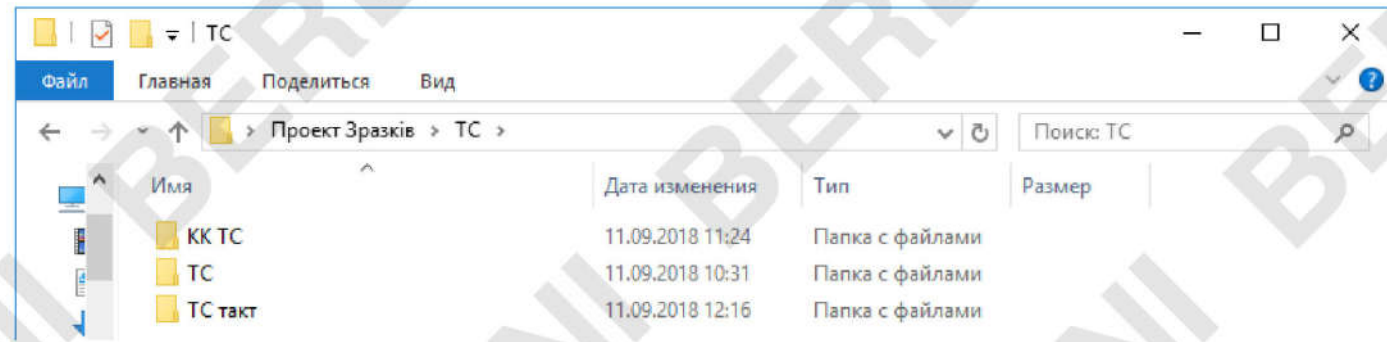 ТС
Файл Главная Поделиться Вид
Проект Зразків > ТС >
Поиск: ТС
Имя Дата изменения Тип Размер
КК ТС 11.09.2018 11:24 Папка с файлами
ТС 11.09.2018 10:31 Папка с файлами
ТС такт 11.09.2018 12:16 Папка с файлами